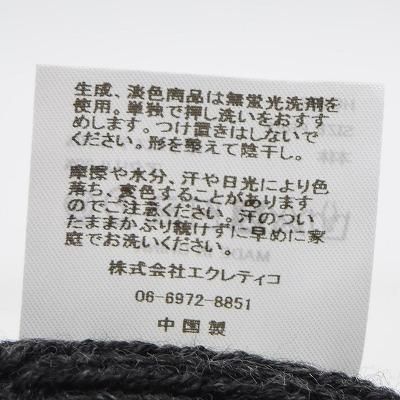 生成、淡色商品は無蛍光洗剤を
使用。単独で押し洗いをおすす
めします。つけ置きはしないで
ください。形を整えて陰干し。
摩擦や水分、汗や日光により色
落ち、変色することがあります
のでご注意ください。汗のつい
たままかぶり続けずに早めに家
庭でお洗いください。
株式会社エクレティコ
06-6972-8851
中国製